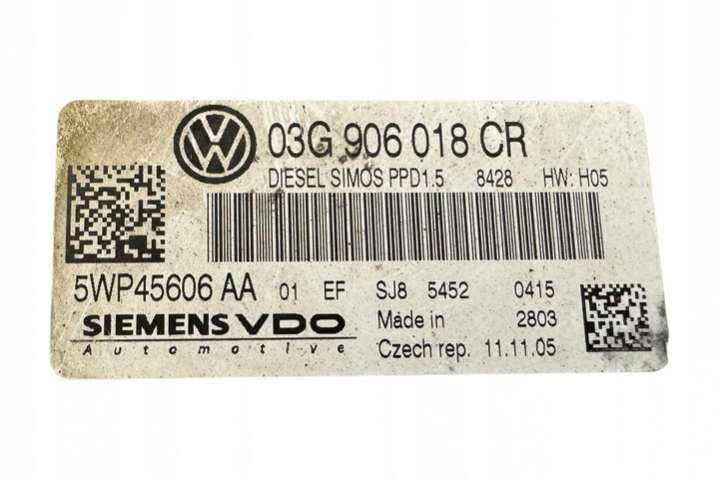 03G 906 018 CR
DIESEL SIMOS PPD1.5 8428 HW: H05
5WP45606 AA 01 EF SJ8 5452 0415
SIEMENS VDO Made in 2803
Automotive Czech rep. 11.11.05